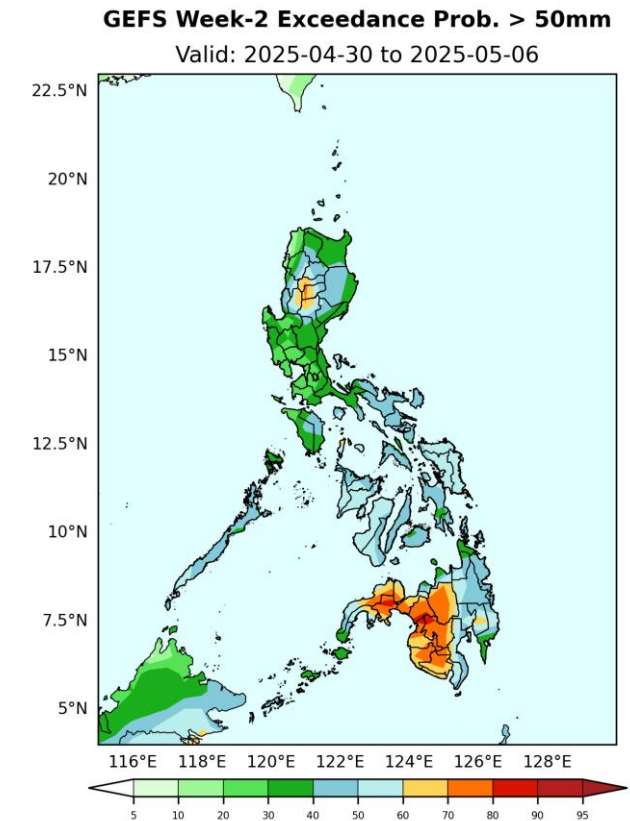 GEFS Week-2 Exceedance Prob. > 50mm
Valid: 2025-04-30 to 2025-05-06
22.5°N
20°N
17.5°N
15°N
12.5°N
10°N
7.5°N
5°N
116°E 118°E 120°E 122°E 124°E 126°E 128°E
5 10 20 30 40 50 60 70 80 90 95